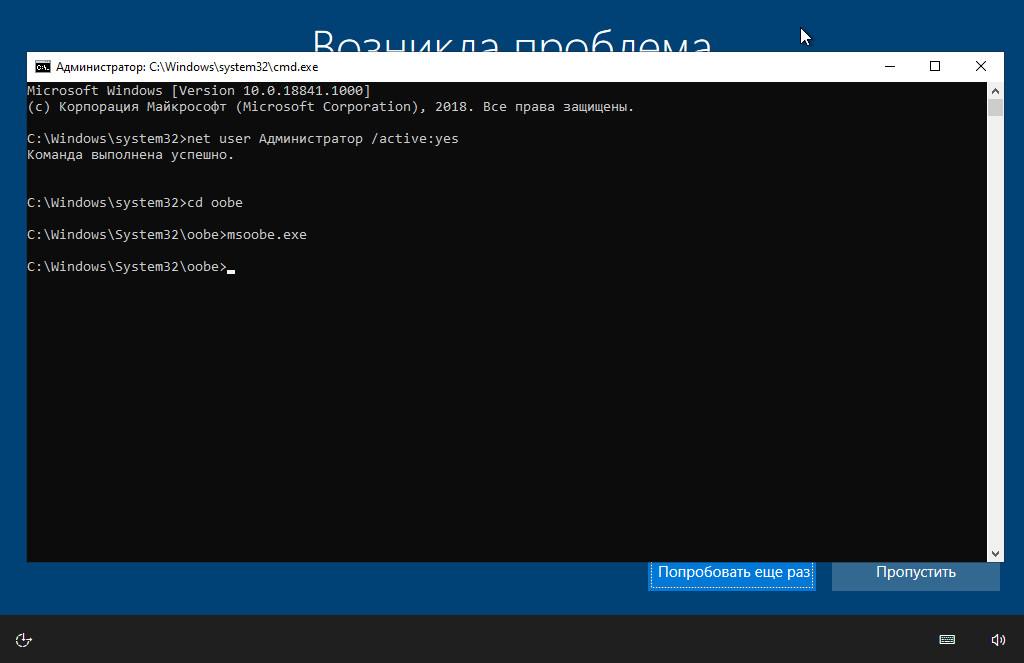 Возникла проблема
Администратор: C:\Windows\system32\cmd.exe
Microsoft Windows [Version 10.0.18841.1000]
(c) Корпорация Майкрософт (Microsoft Corporation), 2018. Все права защищены.
C:\Windows\system32>net user Администратор /active:yes
Команда выполнена успешно.
C:\Windows\system32>cd oobe
C:\Windows\System32\oobe>msoobe.exe
C:\Windows\System32\oobe>
Попробовать еще раз
Пропустить